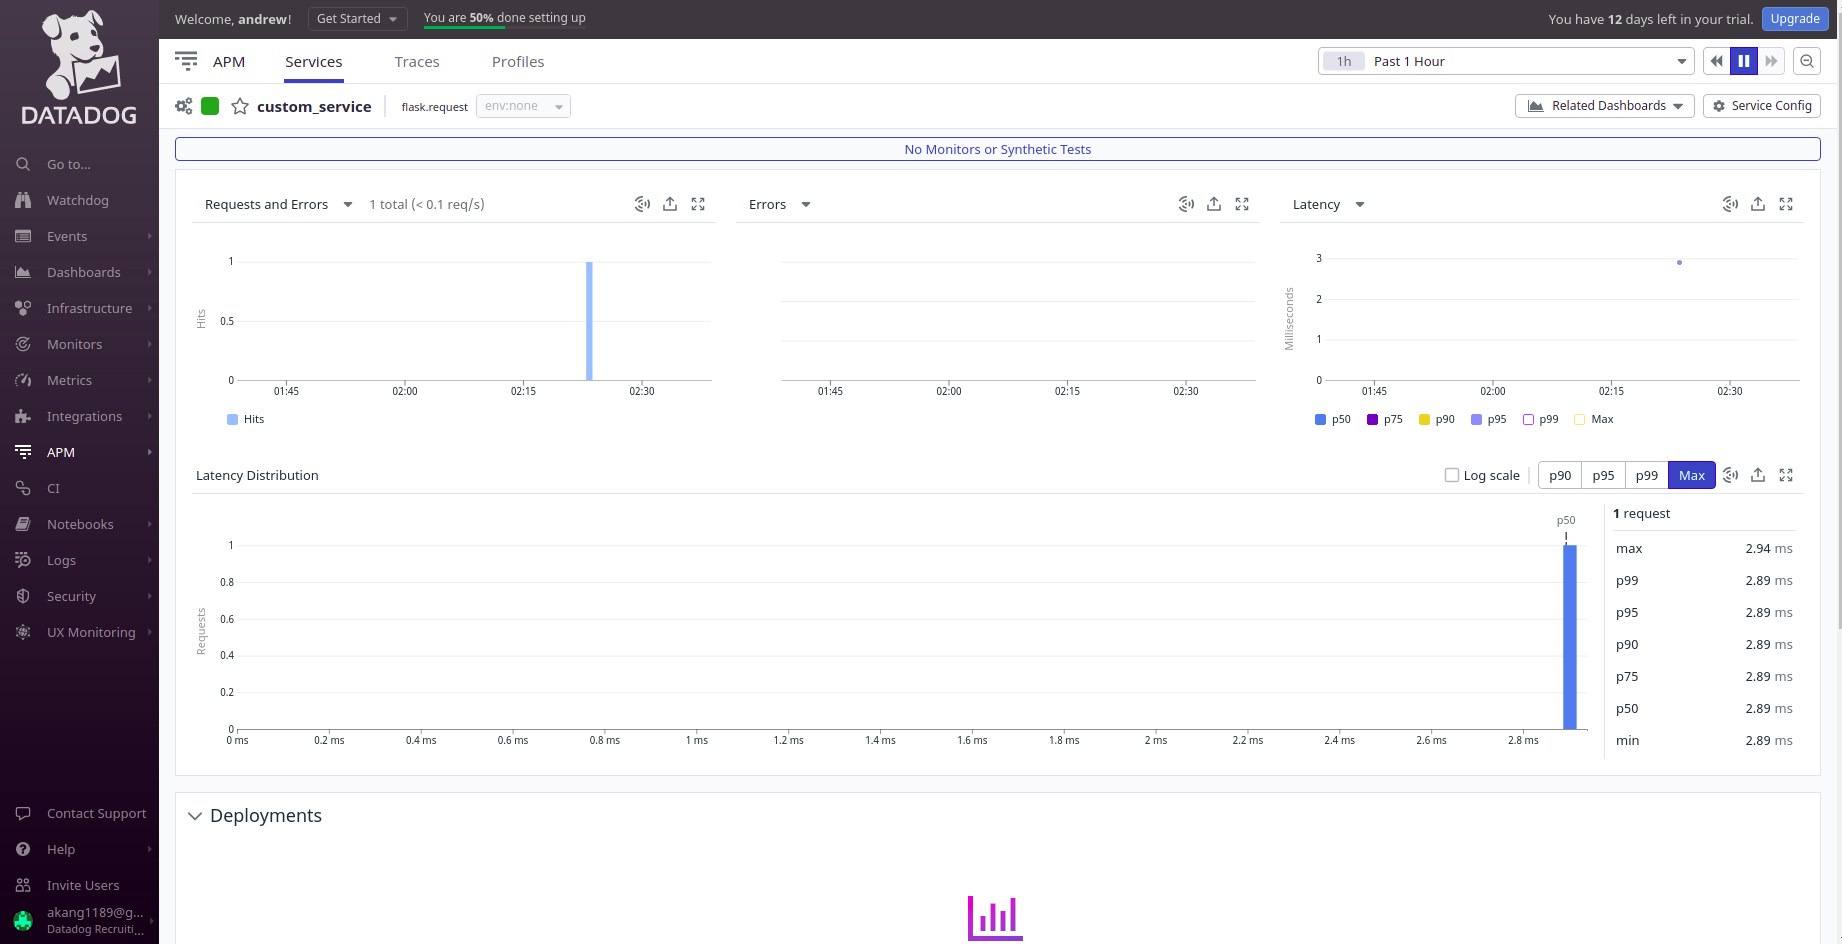 DATADOG
Go to...
Watchdog
Events
Dashboards
Infrastructure
Monitors
Metrics
Integrations
APM
CI
Notebooks
Logs
Security
UX Monitoring
Contact Support
Help
Invite Users
akang1189@g...
Datadog Recruiti...
Welcome, andrew!
Get Started
You are 50% done setting up
You have 12 days left in your trial.
Upgrade
APM
Services
Traces
Profiles
1h
Past 1 Hour
custom_service
flask.request
env:none
Related Dashboards
Service Config
No Monitors or Synthetic Tests
Requests and Errors
1 total (< 0.1 req/s)
Hits
1
0.5
0
01:45
02:00
02:15
02:30
Hits
Errors
01:45
02:00
02:15
02:30
Latency
Milliseconds
3
2
1
0
01:45
02:00
02:15
02:30
p50
p75
p90
p95
p99
Max
Latency Distribution
Log scale
p90
p95
p99
Max
p50
Requests
1
0.8
0.6
0.4
0.2
0
0 ms
0.2 ms
0.4 ms
0.6 ms
0.8 ms
1 ms
1.2 ms
1.4 ms
1.6 ms
1.8 ms
2 ms
2.2 ms
2.4 ms
2.6 ms
2.8 ms
1 request
max 2.94 ms
p99 2.89 ms
p95 2.89 ms
p90 2.89 ms
p75 2.89 ms
p50 2.89 ms
min 2.89 ms
Deployments